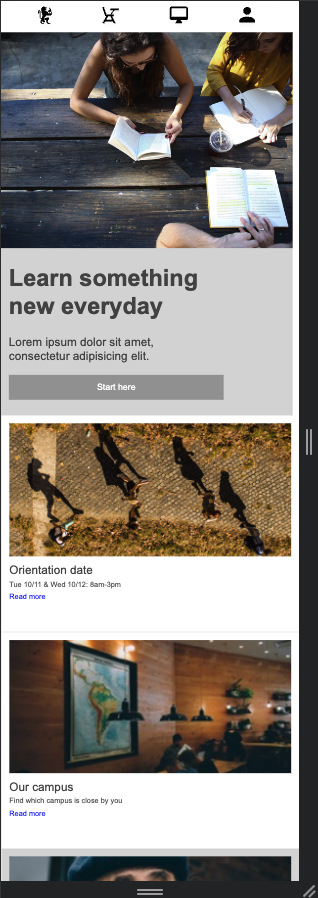 Learn something
new everyday
Lorem ipsum dolor sit amet,
consectetur adipisicing elit.
Start here
Orientation date
Tue 10/11 & Wed 10/12: 8am-3pm
Read more
Our campus
Find which campus is close by you
Read more